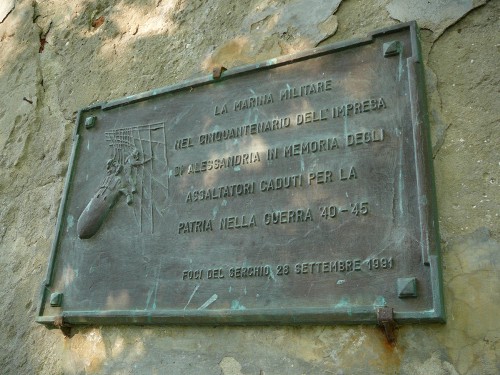 LA MARINA MILITARE
NEL CINQUANTENARIO DELL'IMPRESA
DI ALESSANDRIA IN MEMORIA DEGLI
ASSALTATORI CADUTI PER LA
PATRIA NELLA GUERRA '40-'45
FOCI DEL SERCHIO 28 SETTEMBRE 1991